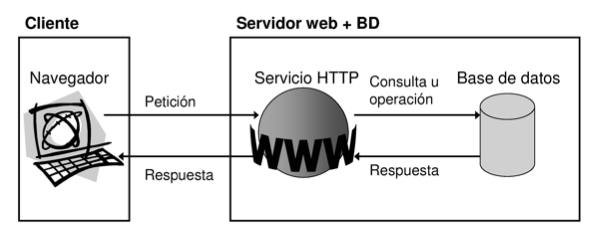 Cliente
Servidor web + BD
Navegador
Servicio HTTP
Base de datos
Petición
Consulta u
operación
WWW
Respuesta
Respuesta